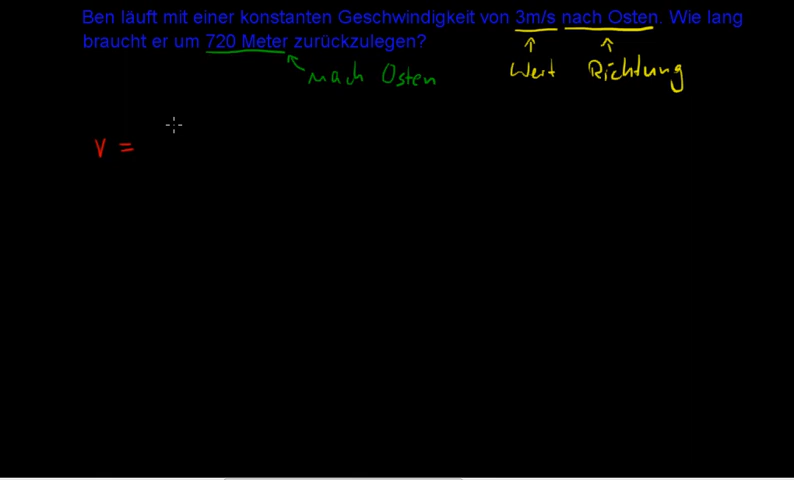 Ben läuft mit einer konstanten Geschwindigkeit von 3m/s nach Osten. Wie lang
braucht er um 720 Meter zurückzulegen?
nach Osten
Wert Richtung
v =